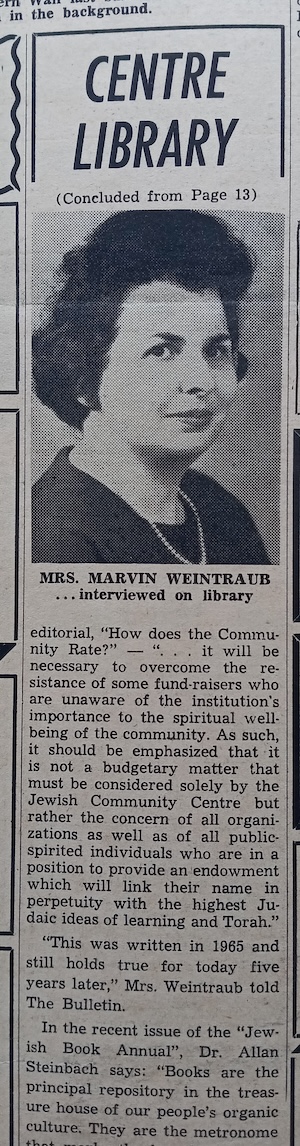 in the background.
CENTRE
LIBRARY
(Concluded from Page 13)
MRS. MARVIN WEINTRAUB
...interviewed on library
editorial, "How does the Commu-
nity Rate?" — ". . . it will be
necessary to overcome the re-
sistance of some fund-raisers who
are unaware of the institution's
importance to the spiritual well-
being of the community. As such,
it should be emphasized that it
is not a budgetary matter that
must be considered solely by the
Jewish Community Centre but
rather the concern of all organi-
zations as well as of all public-
spirited individuals who are in a
position to provide an endowment
which will link their name in
perpetuity with the highest Ju-
daic ideas of learning and Torah."
"This was written in 1965 and
still holds true for today five
years later," Mrs. Weintraub told
The Bulletin.
In the recent issue of the "Jew-
ish Book Annual", Dr. Allan
Steinbach says: "Books are the
principal repository in the treas-
ure house of our people's organic
culture. They are the metronome